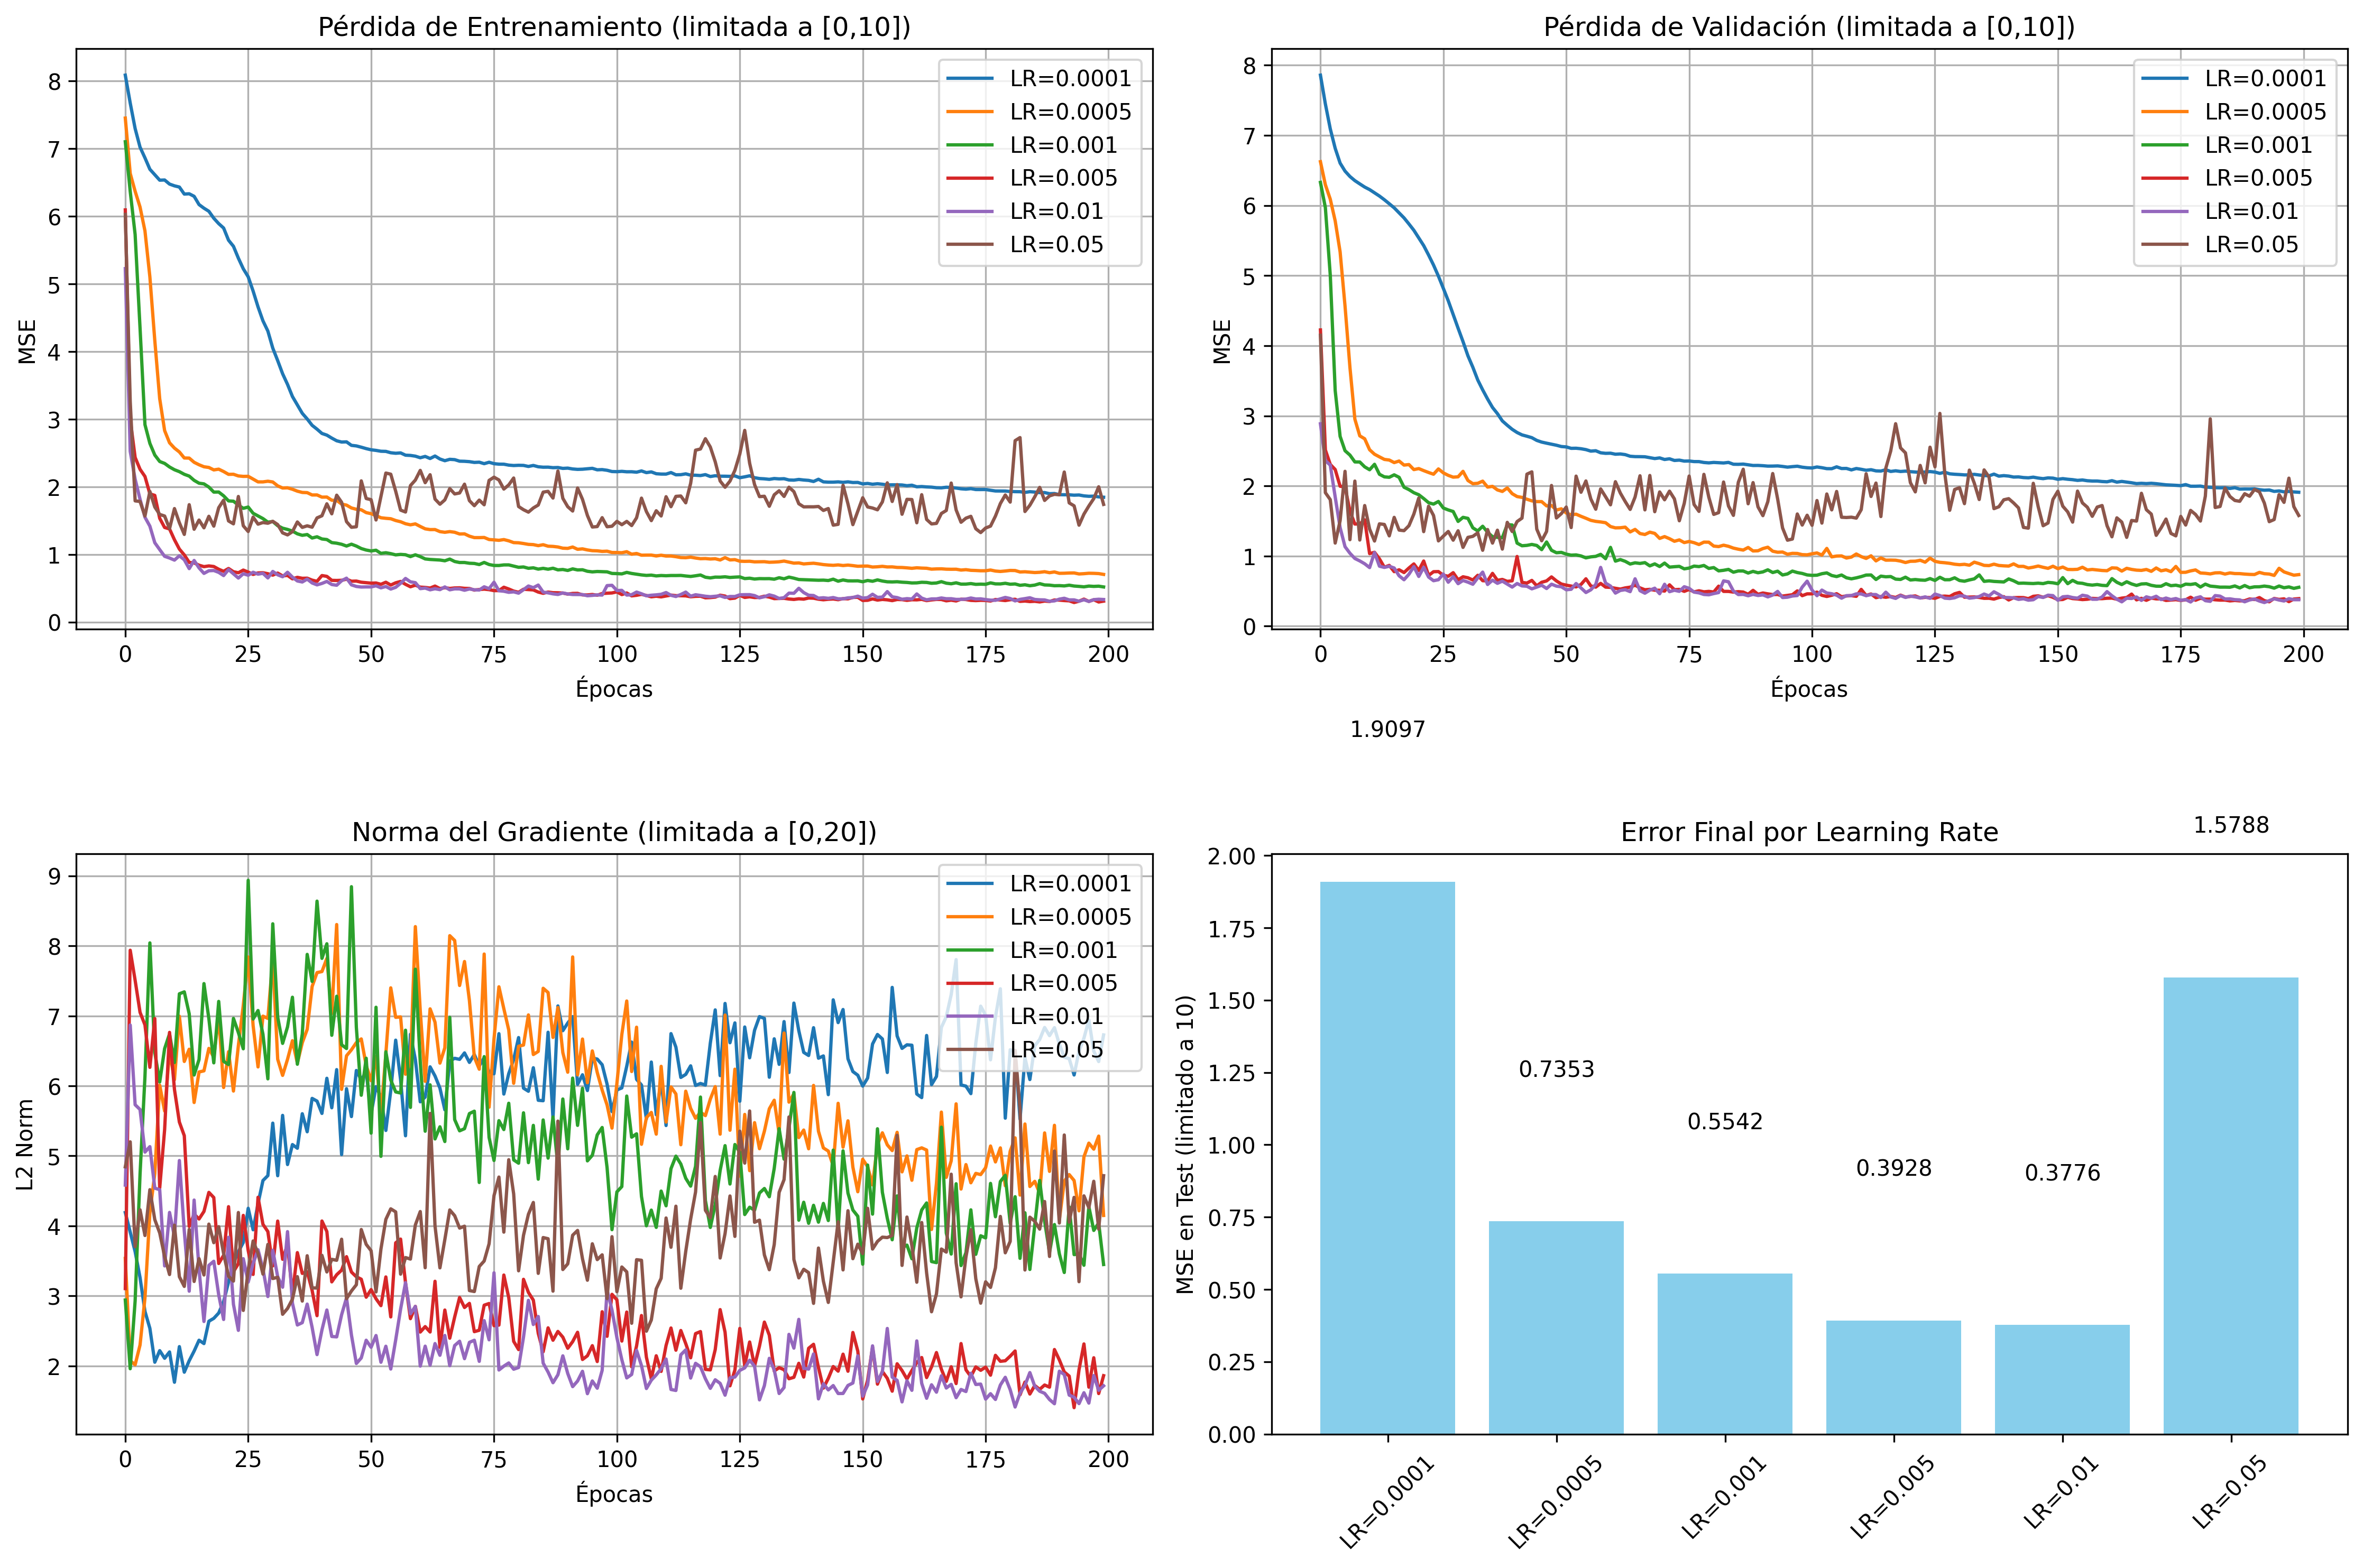 Pérdida de Entrenamiento (limitada a [0,10])
MSE
8
7
6
5
4
3
2
1
0
0 25 50 75 100 125 150 175 200
Épocas
LR=0.0001
LR=0.0005
LR=0.001
LR=0.005
LR=0.01
LR=0.05
Pérdida de Validación (limitada a [0,10])
MSE
8
7
6
5
4
3
2
1
0
0 25 50 75 100 125 150 175 200
Épocas
LR=0.0001
LR=0.0005
LR=0.001
LR=0.005
LR=0.01
LR=0.05
Norma del Gradiente (limitada a [0,20])
L2 Norm
9
8
7
6
5
4
3
2
0 25 50 75 100 125 150 175 200
Épocas
LR=0.0001
LR=0.0005
LR=0.001
LR=0.005
LR=0.01
LR=0.05
Error Final por Learning Rate
MSE en Test (limitado a 10)
2.00
1.75
1.50
1.25
1.00
0.75
0.50
0.25
0.00
1.9097
0.7353
0.5542
0.3928
0.3776
1.5788
LR=0.0001
LR=0.0005
LR=0.001
LR=0.005
LR=0.01
LR=0.05